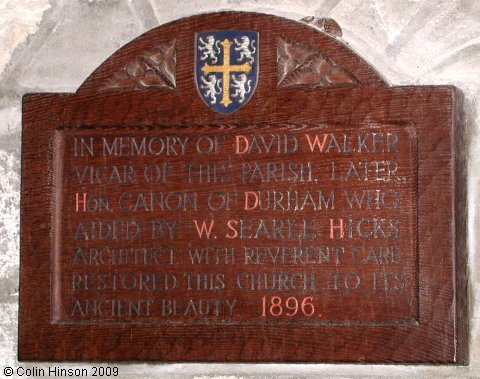 IN MEMORY OF DAVID WALKER
VICAR OF THIS PARISH, LATER,
HON. CANON OF DURHAM WHO
AIDED BY W. SEARLE HICKS
ARCHITECT WITH REVERENT CARE
RESTORED THIS CHURCH TO ITS
ANCIENT BEAUTY 1896.
© Colin Hinson 2009